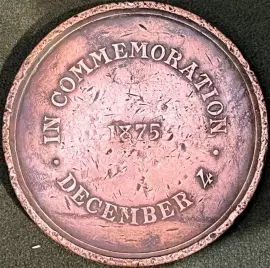 · IN COMMEMORATION ·
1875
DECEMBER 4